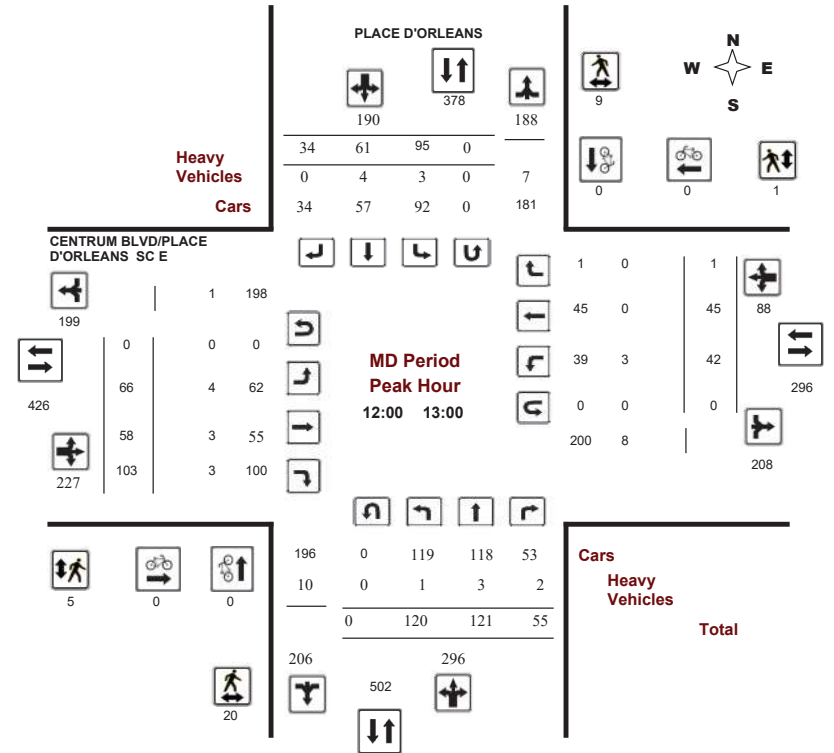 PLACE D'ORLEANS
N
W E
S
378
9
190
188
34 61 95 0
Heavy
Vehicles
0 4 3 0 7
Cars
34 57 92 0 181
0 0 1
CENTRUM BLVD/PLACE
D'ORLEANS SC E
1 0 1
1 198
199
45 0 45 88
0 0 0
MD Period
Peak Hour
12:00 13:00
39 3 42
296
66 4 62
426
0 0 0
58 3 55
200 8
208
103 3 100
227
196 0 119 118 53
Cars
10 0 1 3 2
Heavy
Vehicles
5 0 0
0 120 121 55
Total
206 296
502
20